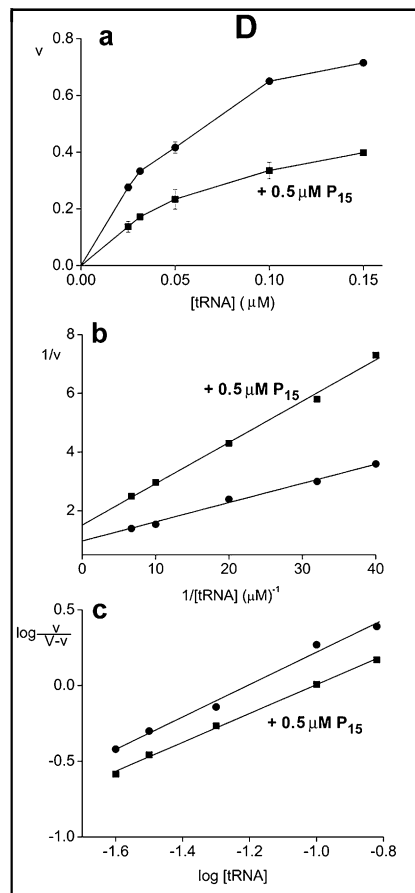 D
a
v
0.8
0.6
0.4
0.2
0.0
+ 0.5 μM P15
0.00 0.05 0.10 0.15
[tRNA] ( μM)
b
1/v
8
6
4
2
+ 0.5 μM P15
0 10 20 30 40
1/[tRNA] (μM)-1
c
log v/V-v
0.5
0.0
-0.5
-1.0
+ 0.5 μM P15
-1.6 -1.4 -1.2 -1.0 -0.8
log [tRNA]